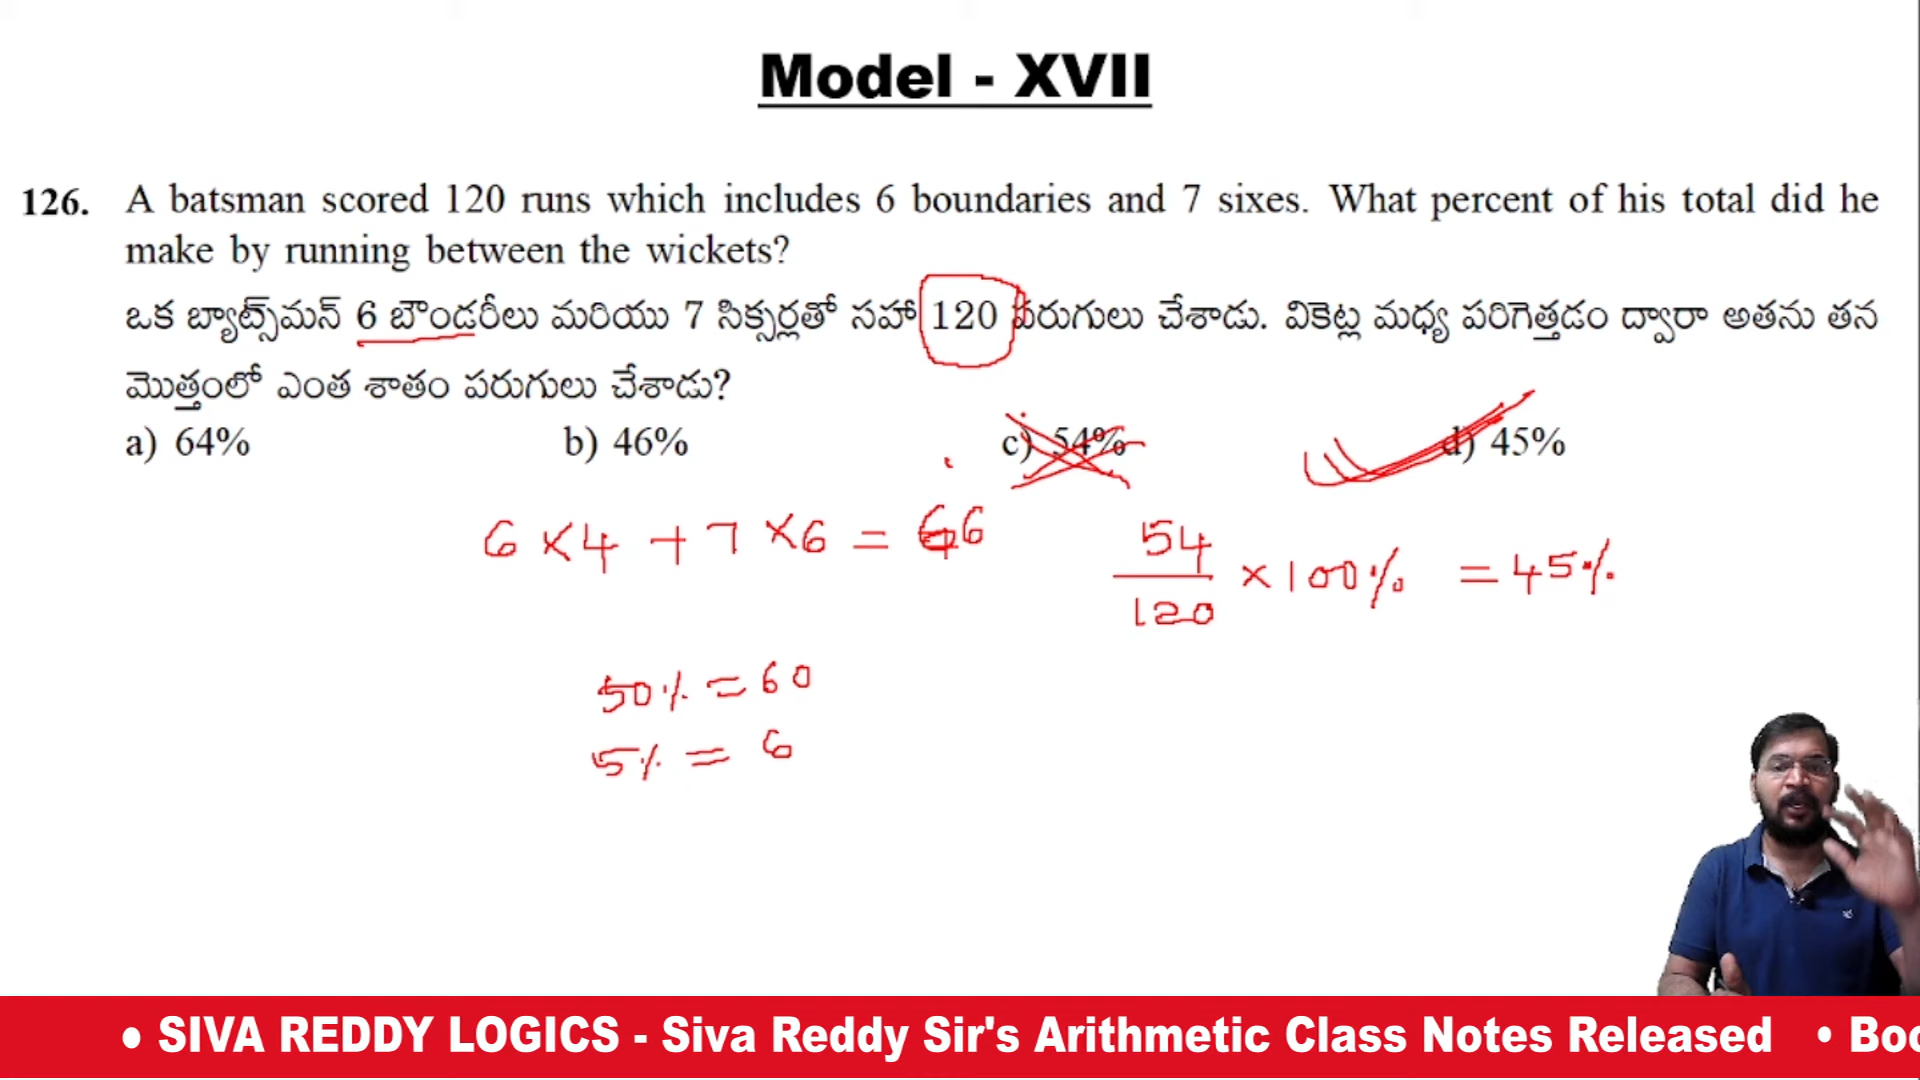 Model - XVII
126. A batsman scored 120 runs which includes 6 boundaries and 7 sixes. What percent of his total did he
make by running between the wickets?
ఒక బ్యాట్స్‌మన్ 6 బౌండరీలు మరియు 7 సిక్సర్లతో సహా 120 పరుగులు చేశాడు. వికెట్ల మధ్య పరిగెత్తడం ద్వారా అతను తన
మొత్తంలో ఎంత శాతం పరుగులు చేశాడు?
a) 64% b) 46% c) 54% d) 45%
6 × 4 + 7 × 6 = 66
54/120 × 100% = 45%
50% = 60
5% = 6
• SIVA REDDY LOGICS - Siva Reddy Sir's Arithmetic Class Notes Released • Boo